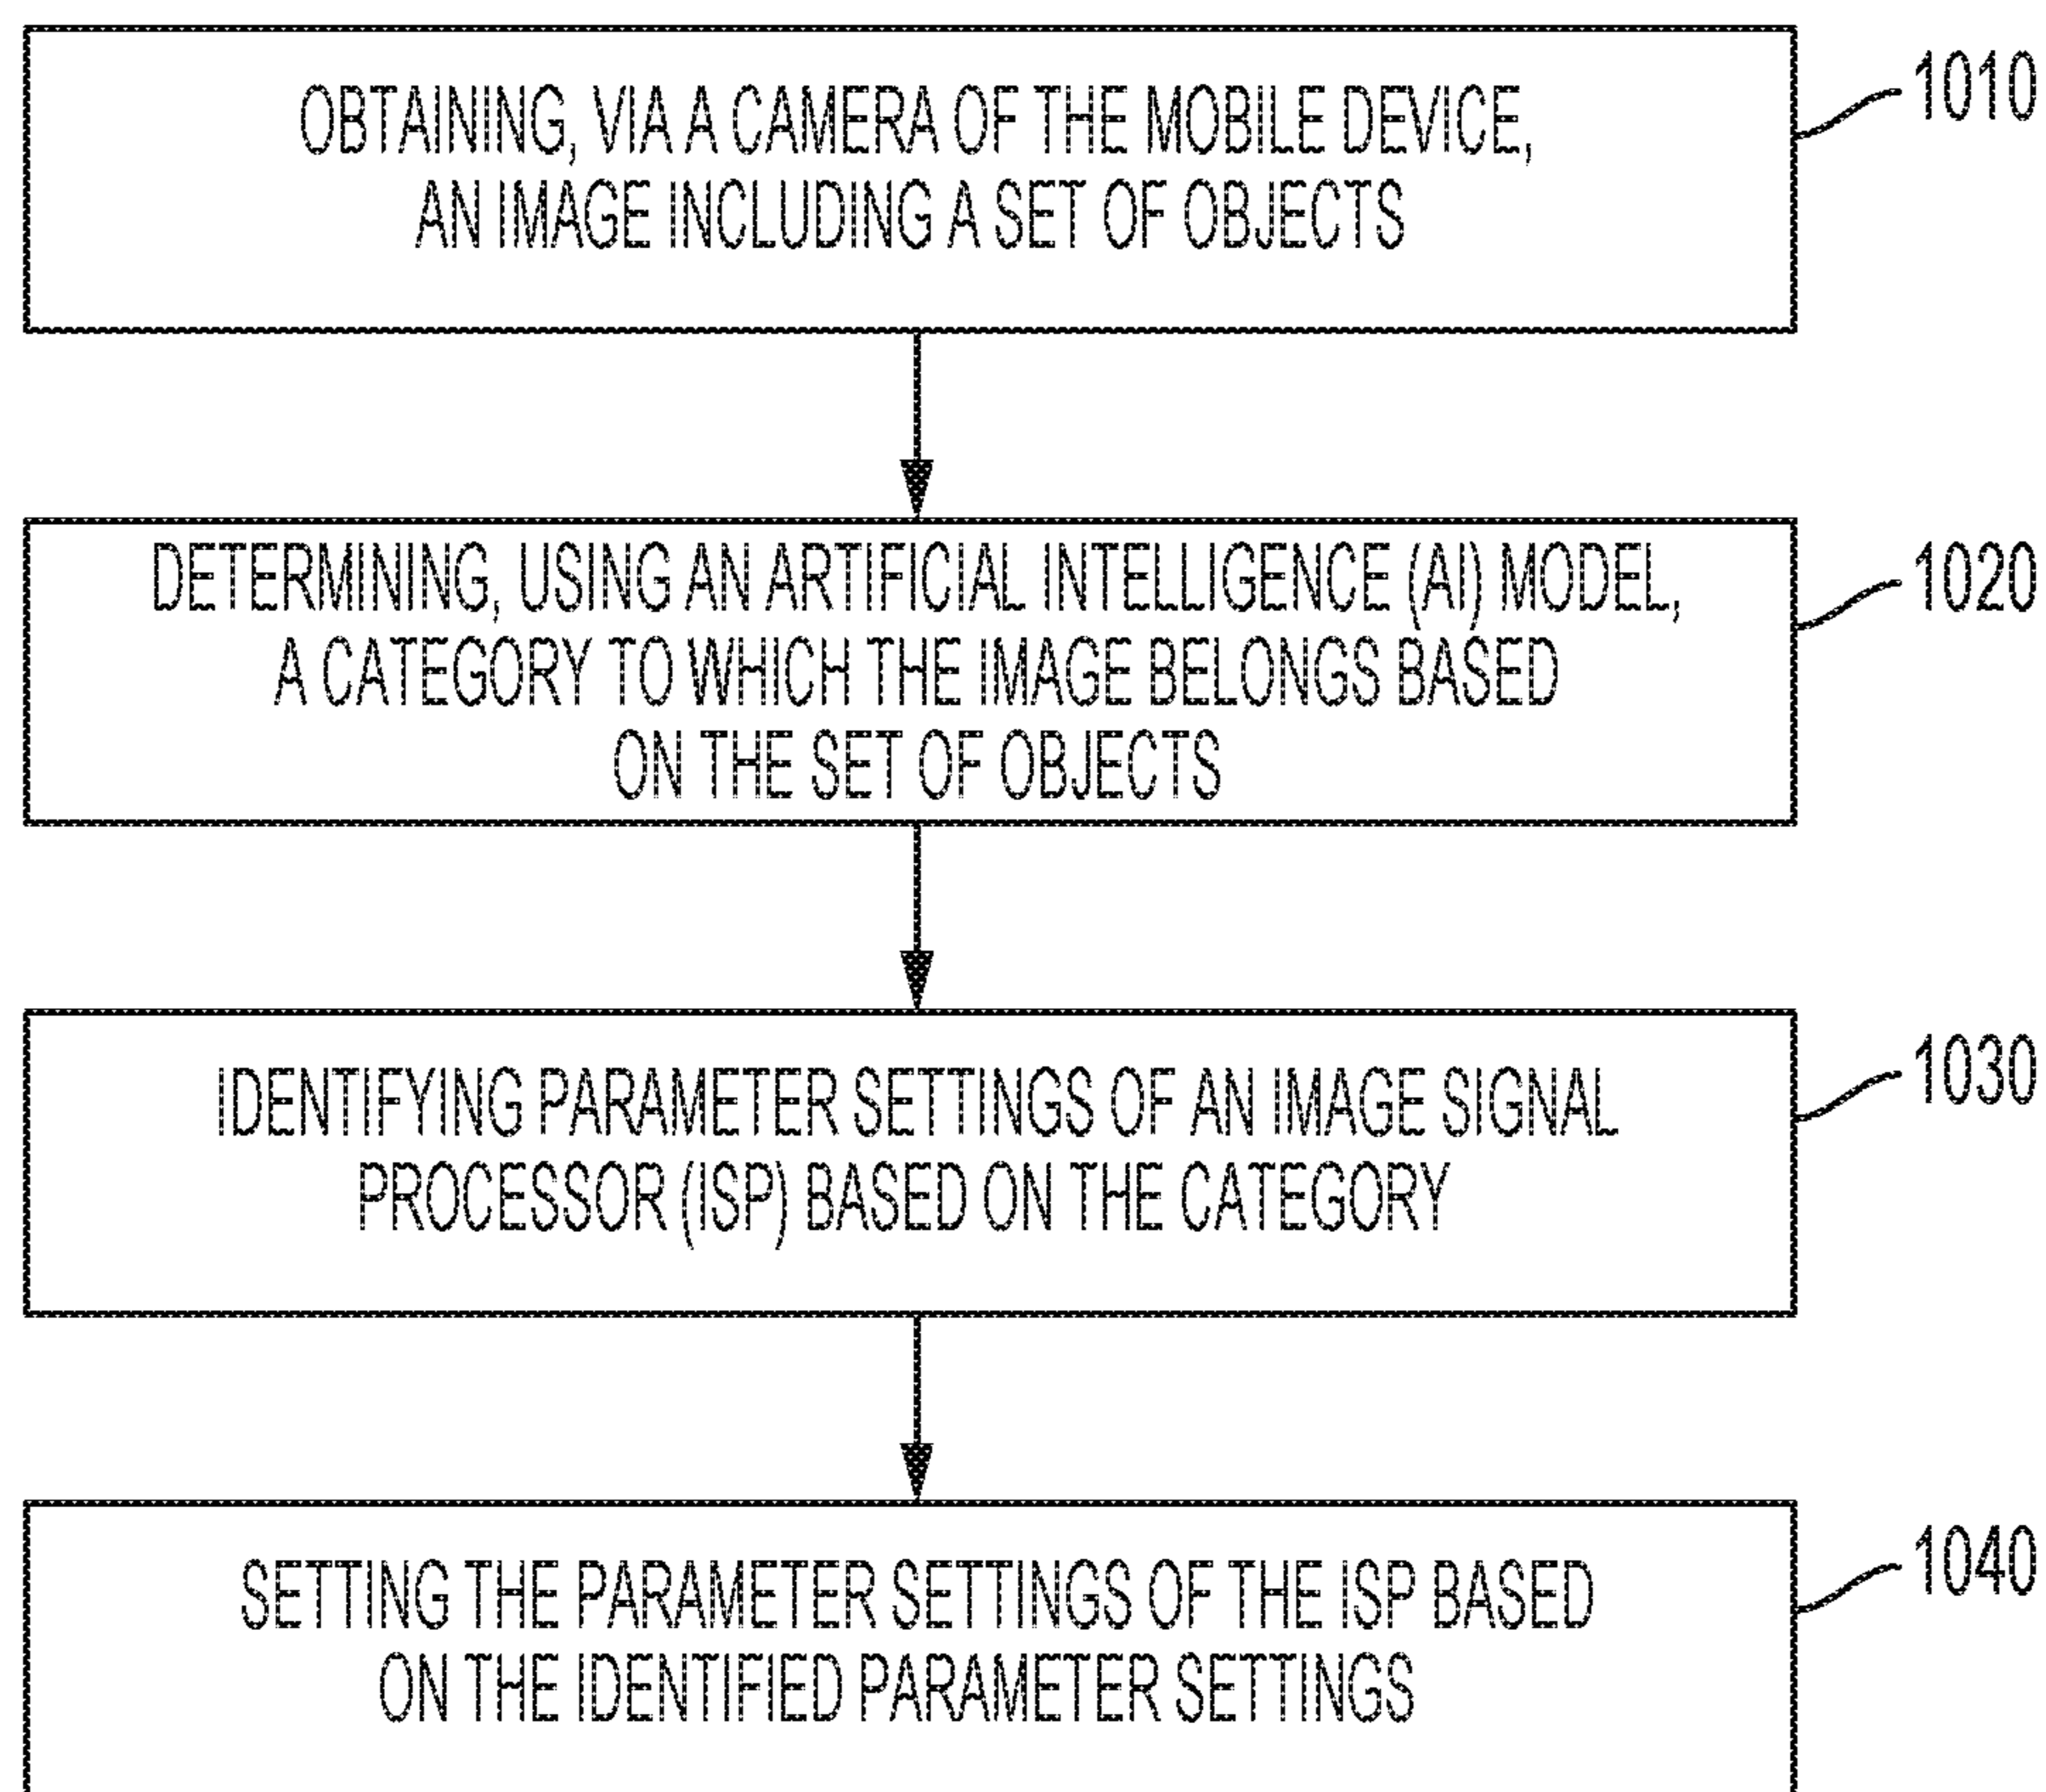 OBTAINING, VIA A CAMERA OF THE MOBILE DEVICE,
AN IMAGE INCLUDING A SET OF OBJECTS
1010
DETERMINING, USING AN ARTIFICIAL INTELLIGENCE (AI) MODEL,
A CATEGORY TO WHICH THE IMAGE BELONGS BASED
ON THE SET OF OBJECTS
1020
IDENTIFYING PARAMETER SETTINGS OF AN IMAGE SIGNAL
PROCESSOR (ISP) BASED ON THE CATEGORY
1030
SETTING THE PARAMETER SETTINGS OF THE ISP BASED
ON THE IDENTIFIED PARAMETER SETTINGS
1040